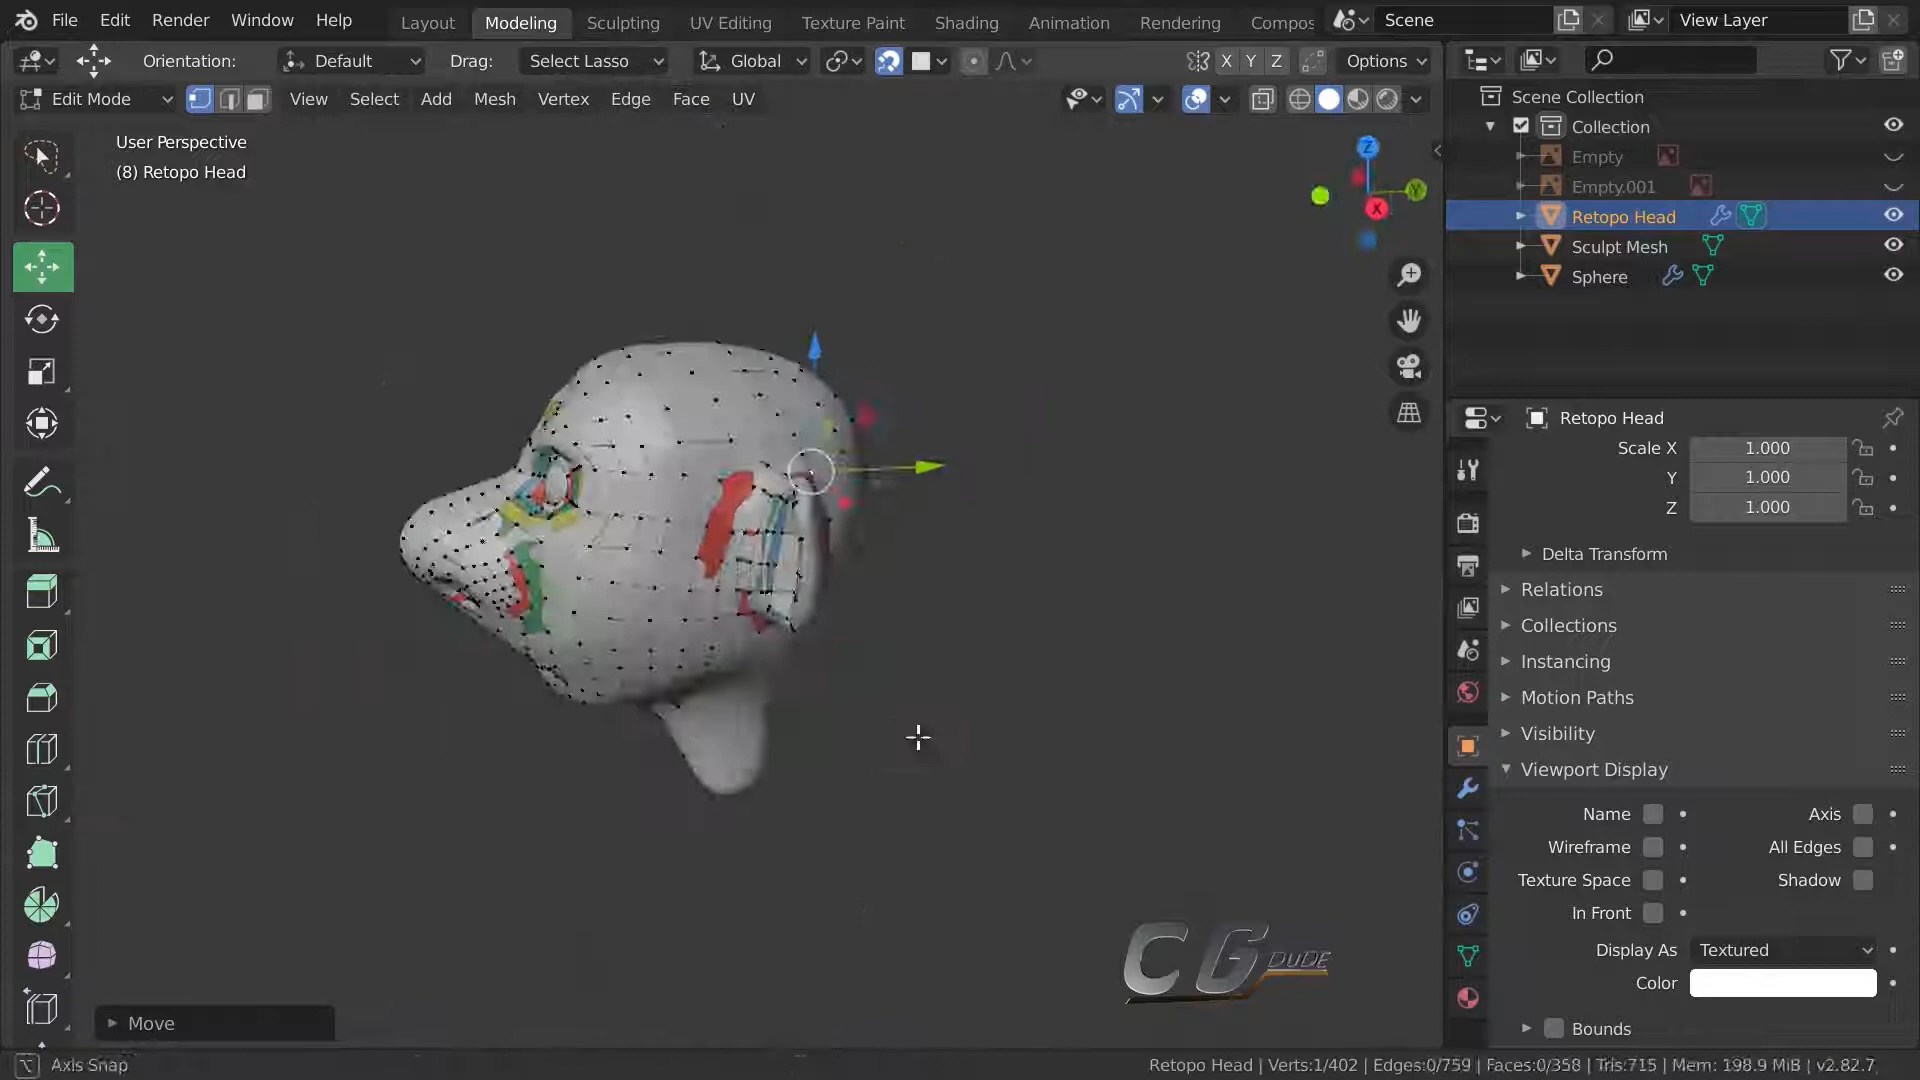 File Edit Render Window Help Layout Modeling Sculpting UV Editing Texture Paint Shading Animation Rendering Compos Scene View Layer
Orientation: Default Drag: Select Lasso Global X Y Z Options
Edit Mode View Select Add Mesh Vertex Edge Face UV
User Perspective
(8) Retopo Head
Z
Y
X
Scene Collection
Collection
Empty
Empty.001
Retopo Head
Sculpt Mesh
Sphere
Retopo Head
Scale X 1.000
Y 1.000
Z 1.000
Delta Transform
Relations
Collections
Instancing
Motion Paths
Visibility
Viewport Display
Name Axis
Wireframe All Edges
Texture Space Shadow
In Front
Display As Textured
Color
Bounds
CG DUDE
Move
Axis Snap
Retopo Head | Verts:1/402 | Edges:0/759 | Faces:0/358 | Tris:715 | Mem: 198.9 MiB | v2.82.7